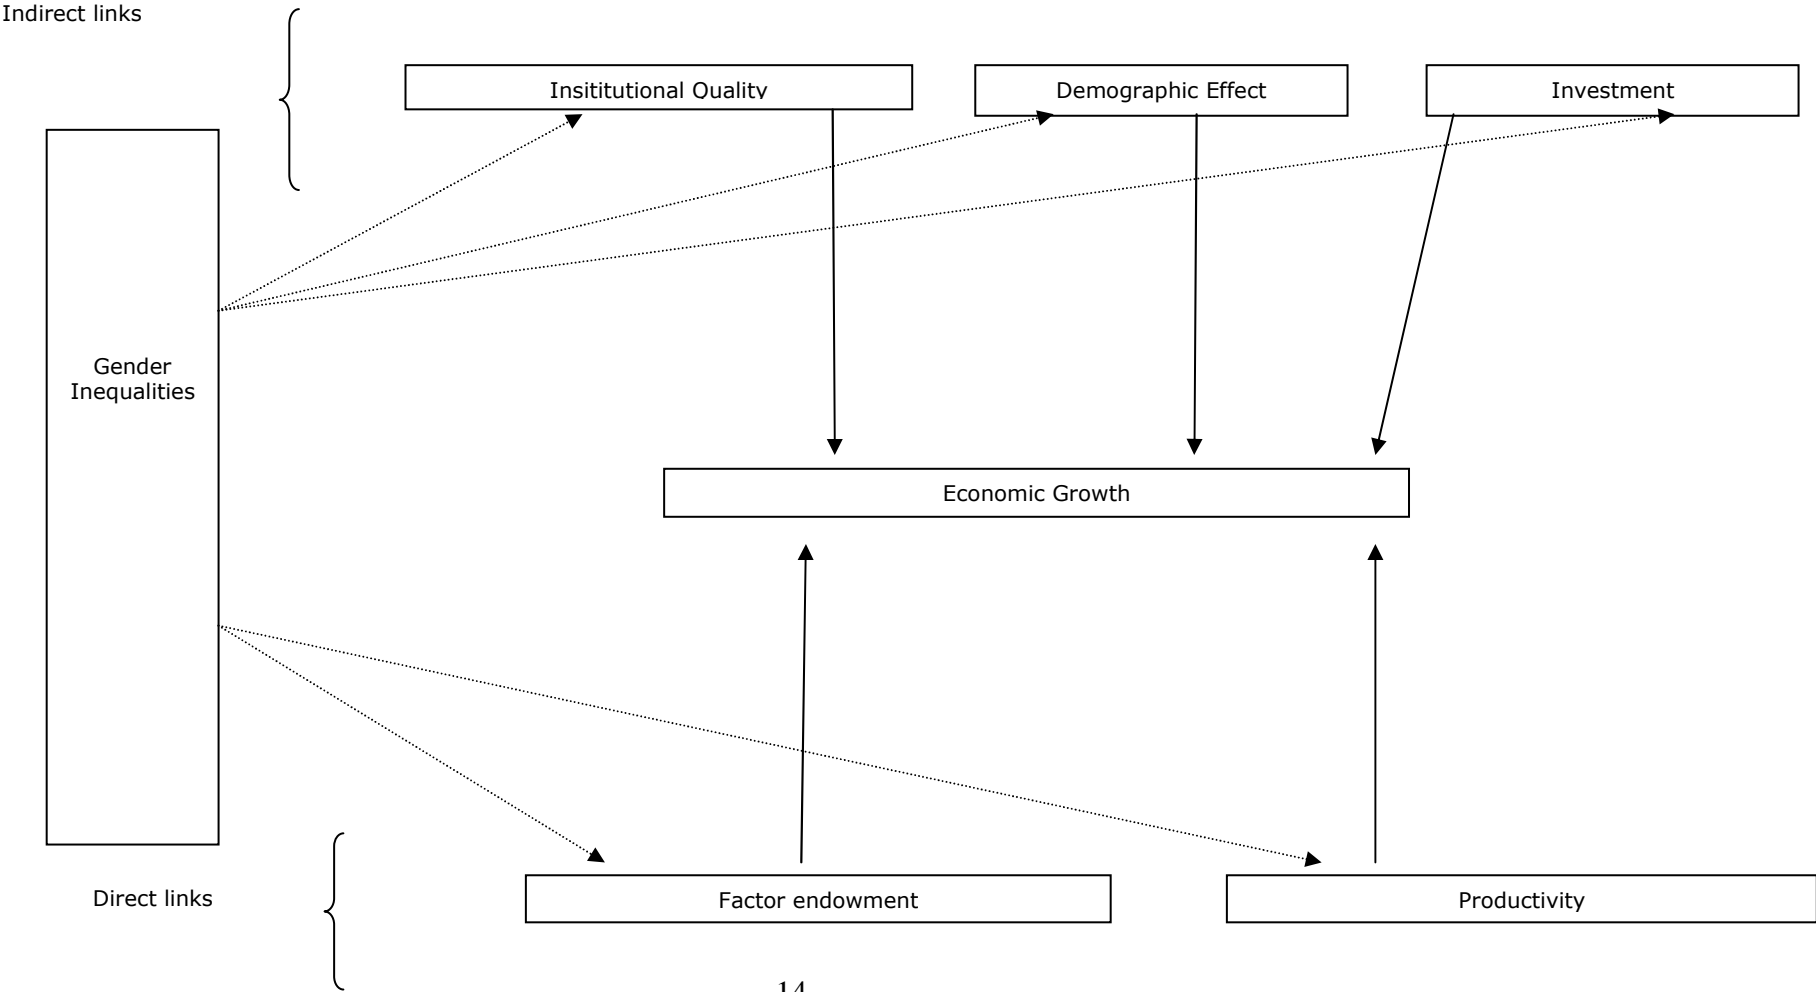 Indirect links
Insititutional Quality
Demographic Effect
Investment
Gender
Inequalities
Economic Growth
Direct links
Factor endowment
Productivity
14